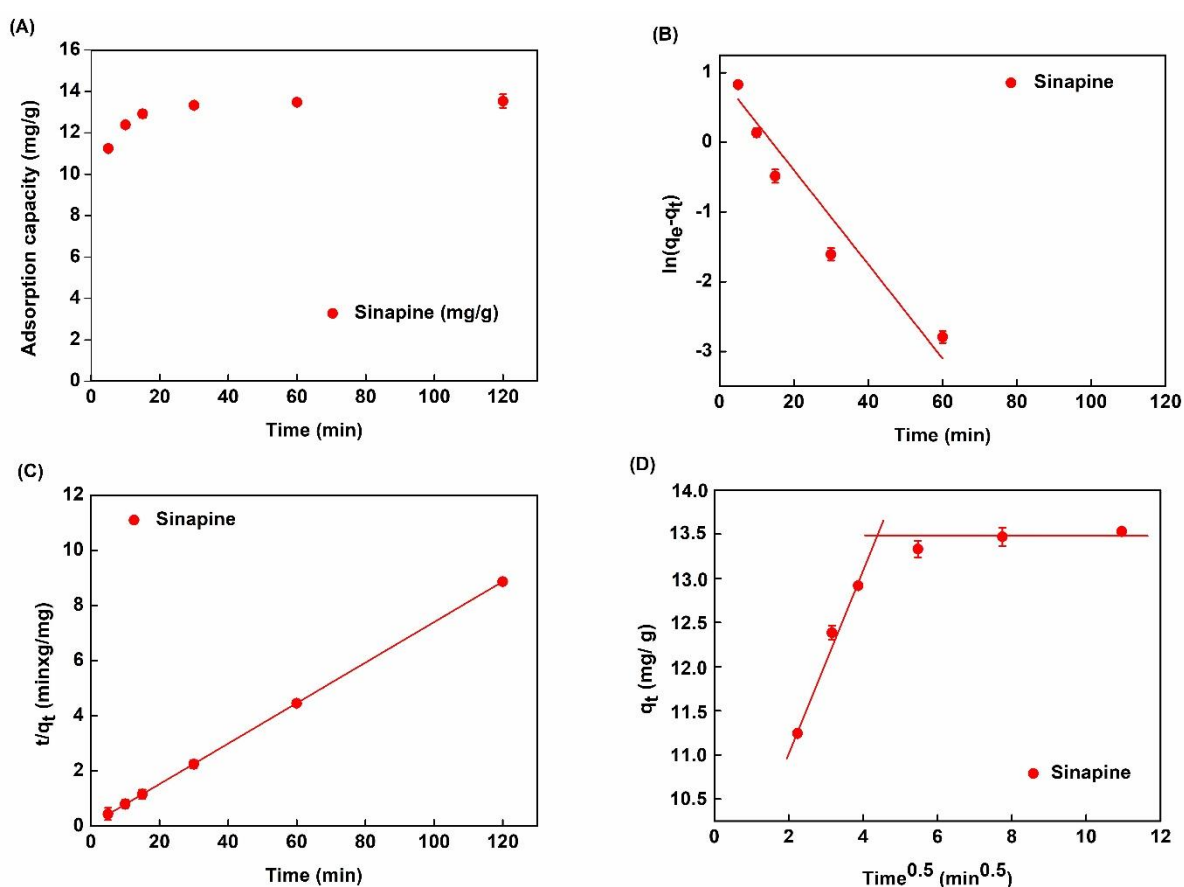 (A)
16
14
12
10
8
6
4
2
0
Adsorption capacity (mg/g)
Sinapine (mg/g)
0 20 40 60 80 100 120
Time (min)
(B)
1
0
-1
-2
-3
ln(qe-qt)
Sinapine
0 20 40 60 80 100 120
Time (min)
(C)
12
10
8
6
4
2
0
t/qt (minxg/mg)
Sinapine
0 20 40 60 80 100 120
Time (min)
(D)
14.0
13.5
13.0
12.5
12.0
11.5
11.0
10.5
qt (mg/ g)
Sinapine
0 2 4 6 8 10 12
Time0.5 (min0.5)